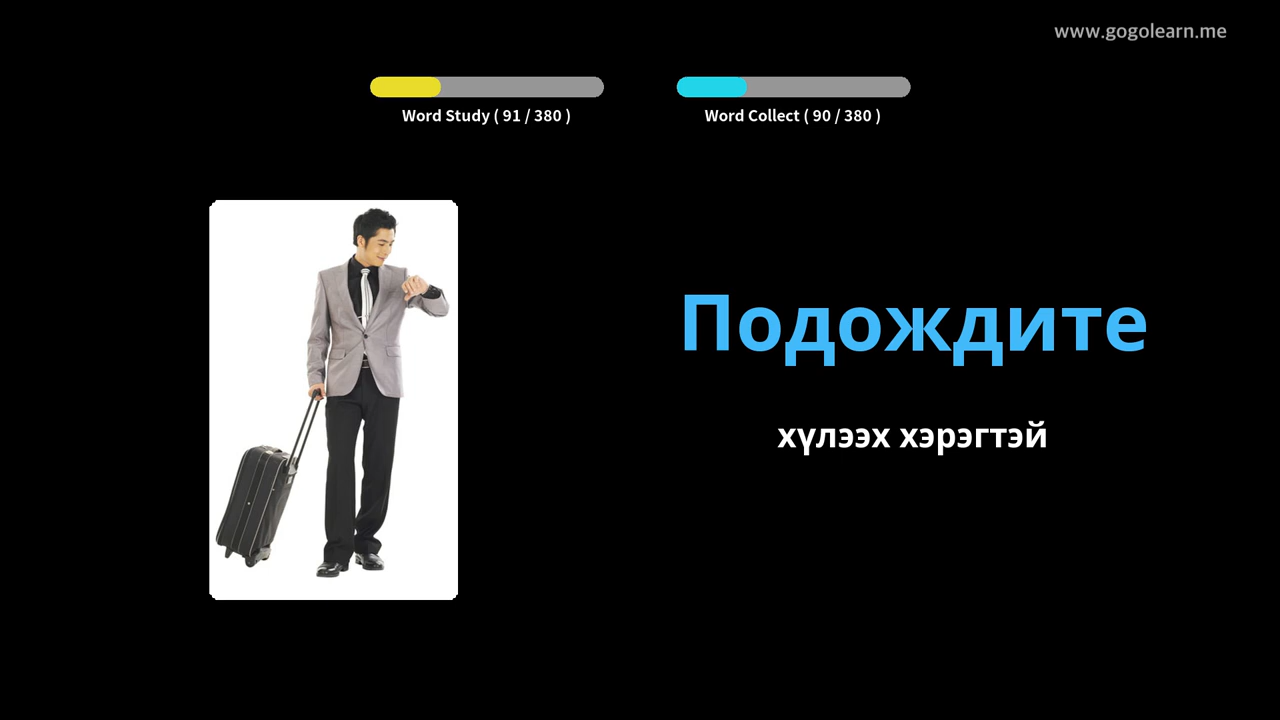 www.gogolearn.me
Word Study ( 91 / 380 )
Word Collect ( 90 / 380 )
Подождите
хүлээх хэрэгтэй